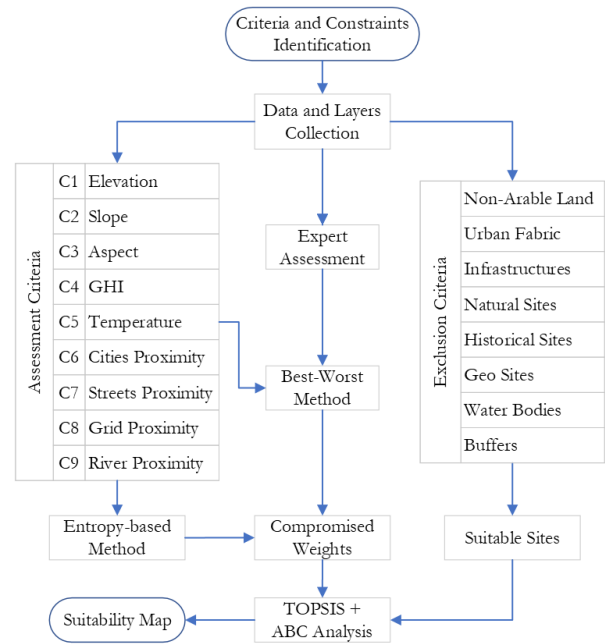 Criteria and Constraints
Identification
Data and Layers
Collection
Assessment Criteria
C1 Elevation
C2 Slope
C3 Aspect
C4 GHI
C5 Temperature
C6 Cities Proximity
C7 Streets Proximity
C8 Grid Proximity
C9 River Proximity
Expert
Assessment
Best-Worst
Method
Exclusion Criteria
Non-Arable Land
Urban Fabric
Infrastructures
Natural Sites
Historical Sites
Geo Sites
Water Bodies
Buffers
Entropy-based
Method
Compromised
Weights
Suitable Sites
Suitability Map
TOPSIS +
ABC Analysis